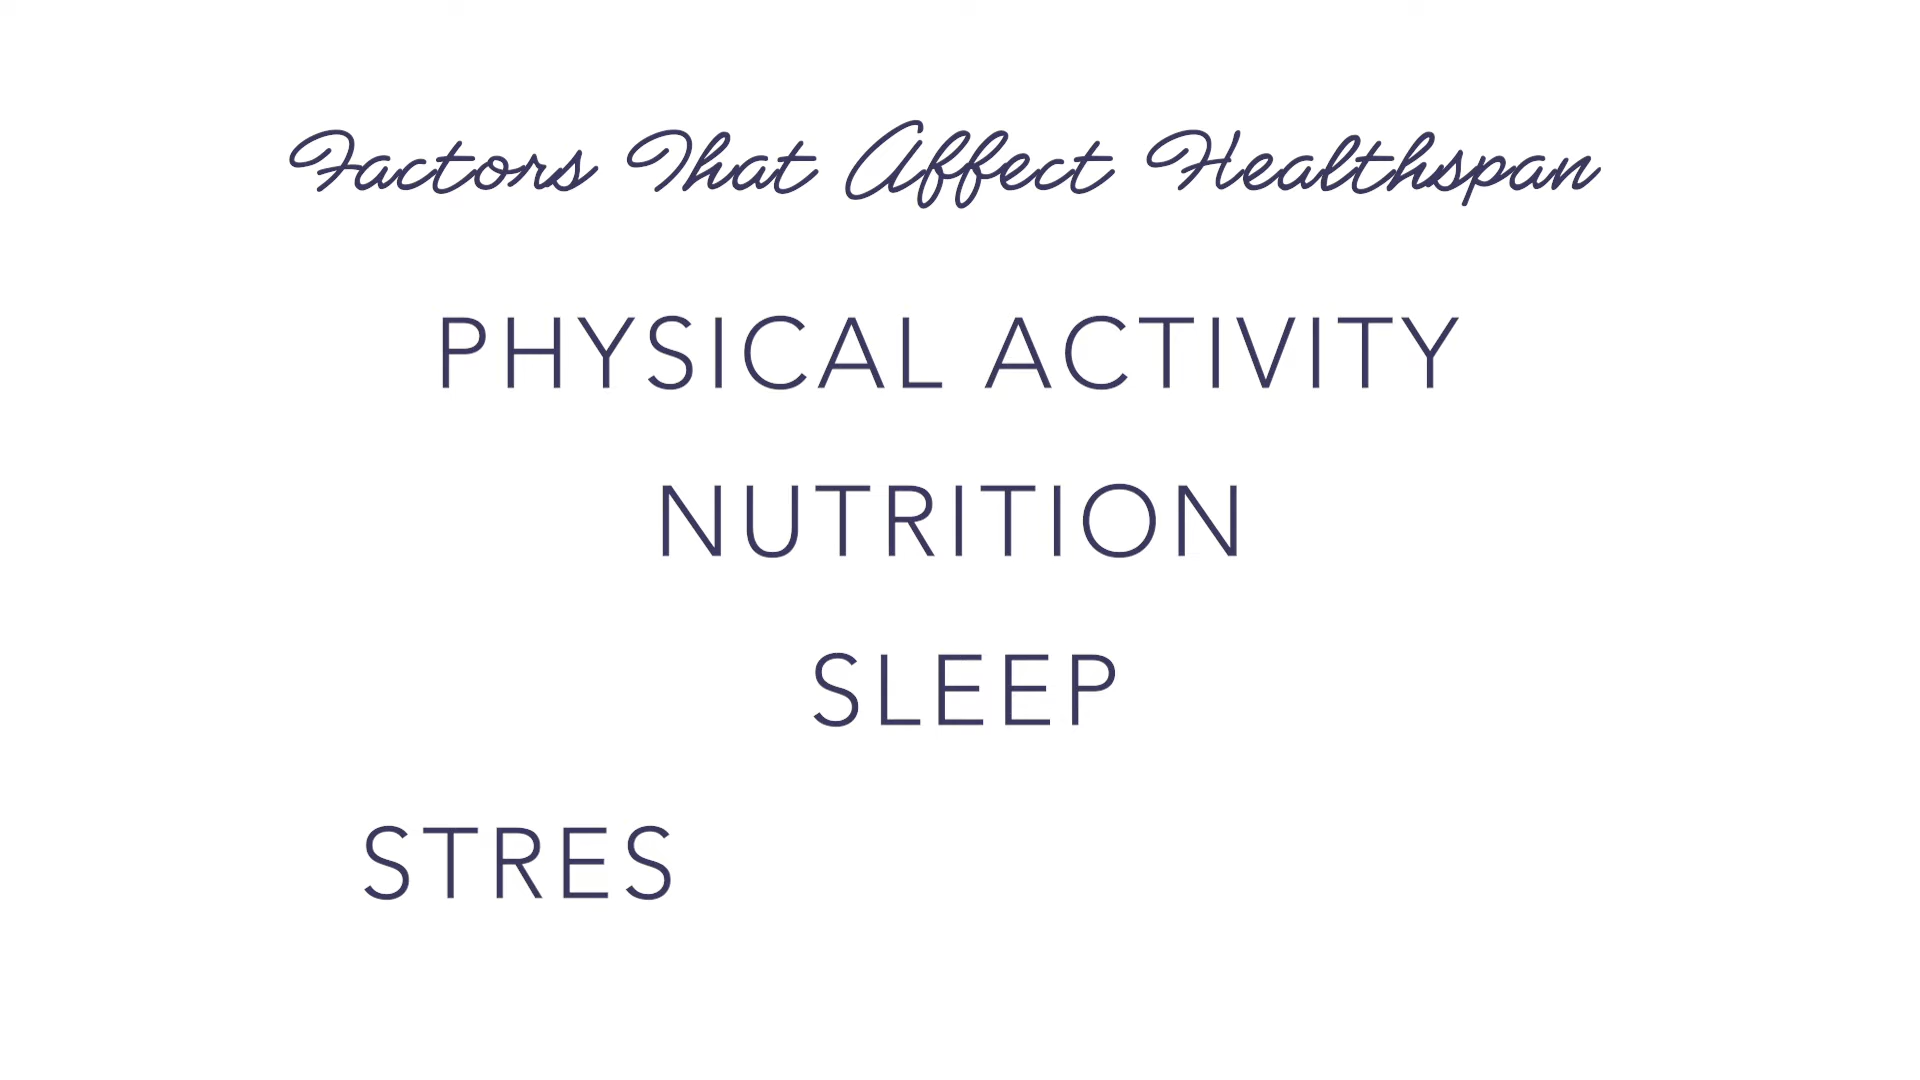 Factors That Affect Healthspan
PHYSICAL ACTIVITY
NUTRITION
SLEEP
STRES